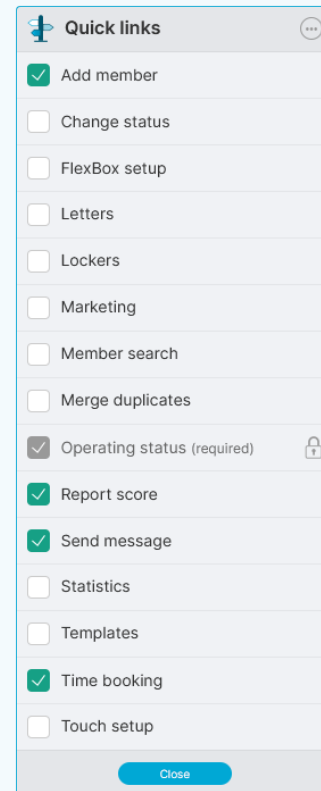 Quick links
Add member
Change status
FlexBox setup
Letters
Lockers
Marketing
Member search
Merge duplicates
Operating status (required)
Report score
Send message
Statistics
Templates
Time booking
Touch setup
Close